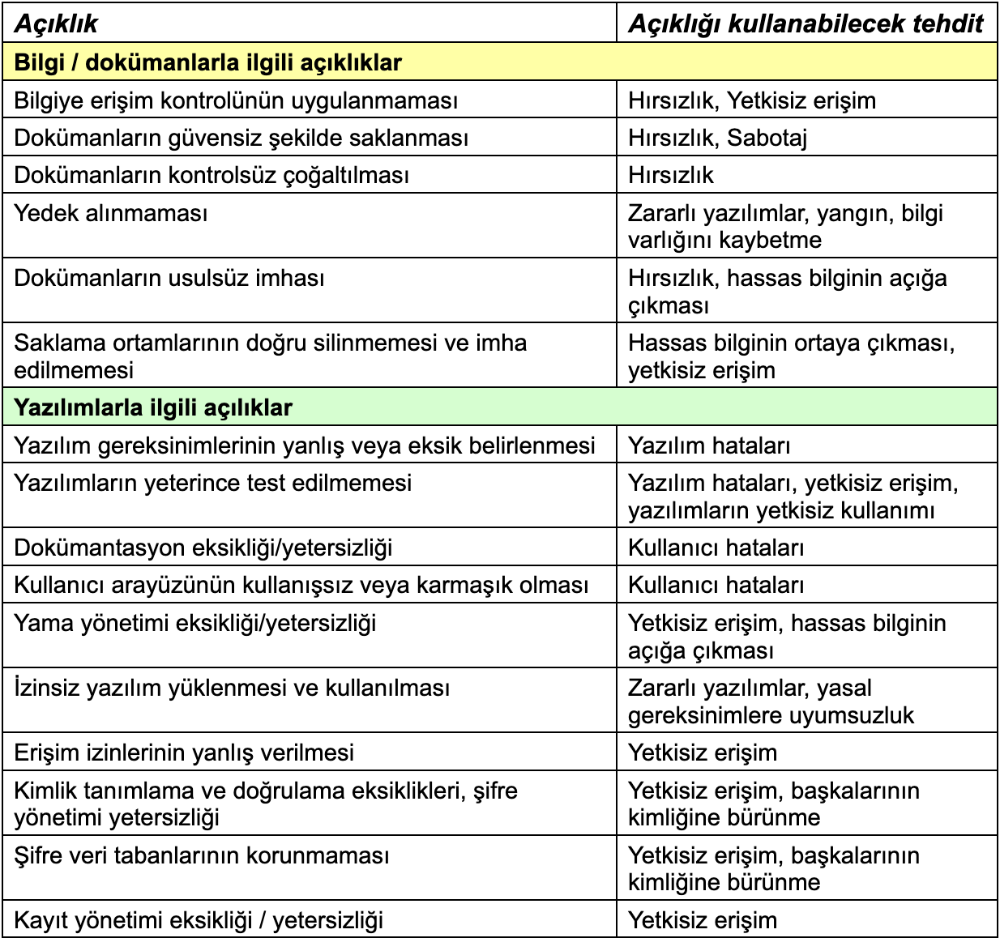 Açıklık
Açıklığı kullanabilecek tehdit
Bilgi / dokümanlarla ilgili açıklıklar
Bilgiye erişim kontrolünün uygulanmaması
Hırsızlık, Yetkisiz erişim
Dokümanların güvensiz şekilde saklanması
Hırsızlık, Sabotaj
Dokümanların kontrolsüz çoğaltılması
Hırsızlık
Yedek alınmaması
Zararlı yazılımlar, yangın, bilgi
varlığını kaybetme
Dokümanların usulsüz imhası
Hırsızlık, hassas bilginin açığa
çıkması
Saklama ortamlarının doğru silinmemesi ve imha
edilmemesi
Hassas bilginin ortaya çıkması,
yetkisiz erişim
Yazılımlarla ilgili açılıklar
Yazılım gereksinimlerinin yanlış veya eksik belirlenmesi
Yazılım hataları
Yazılımların yeterince test edilmemesi
Yazılım hataları, yetkisiz erişim,
yazılımların yetkisiz kullanımı
Dokümantasyon eksikliği/yetersizliği
Kullanıcı hataları
Kullanıcı arayüzünün kullanışsız veya karmaşık olması
Kullanıcı hataları
Yama yönetimi eksikliği/yetersizliği
Yetkisiz erişim, hassas bilginin
açığa çıkması
İzinsiz yazılım yüklenmesi ve kullanılması
Zararlı yazılımlar, yasal
gereksinimlere uyumsuzluk
Erişim izinlerinin yanlış verilmesi
Yetkisiz erişim
Kimlik tanımlama ve doğrulama eksiklikleri, şifre
yönetimi yetersizliği
Yetkisiz erişim, başkalarının
kimliğine bürünme
Şifre veri tabanlarının korunmaması
Yetkisiz erişim, başkalarının
kimliğine bürünme
Kayıt yönetimi eksikliği / yetersizliği
Yetkisiz erişim